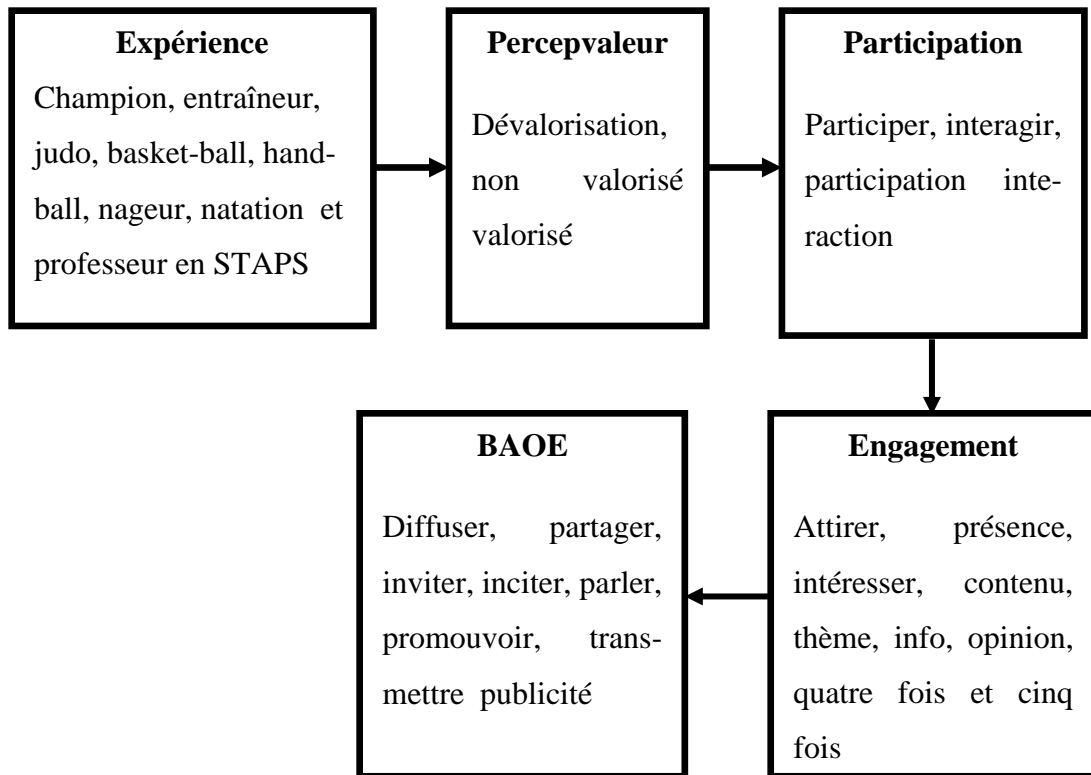 Expérience
Champion, entraîneur,
judo, basket-ball, hand-
ball, nageur, natation et
professeur en STAPS
Percepvaleur
Dévalorisation,
non valorisé
valorisé
Participation
Participer, interagir,
participation inte-
raction
BAOE
Diffuser, partager,
inviter, inciter, parler,
promouvoir, trans-
mettre publicité
Engagement
Attirer, présence,
intéresser, contenu,
thème, info, opinion,
quatre fois et cinq
fois